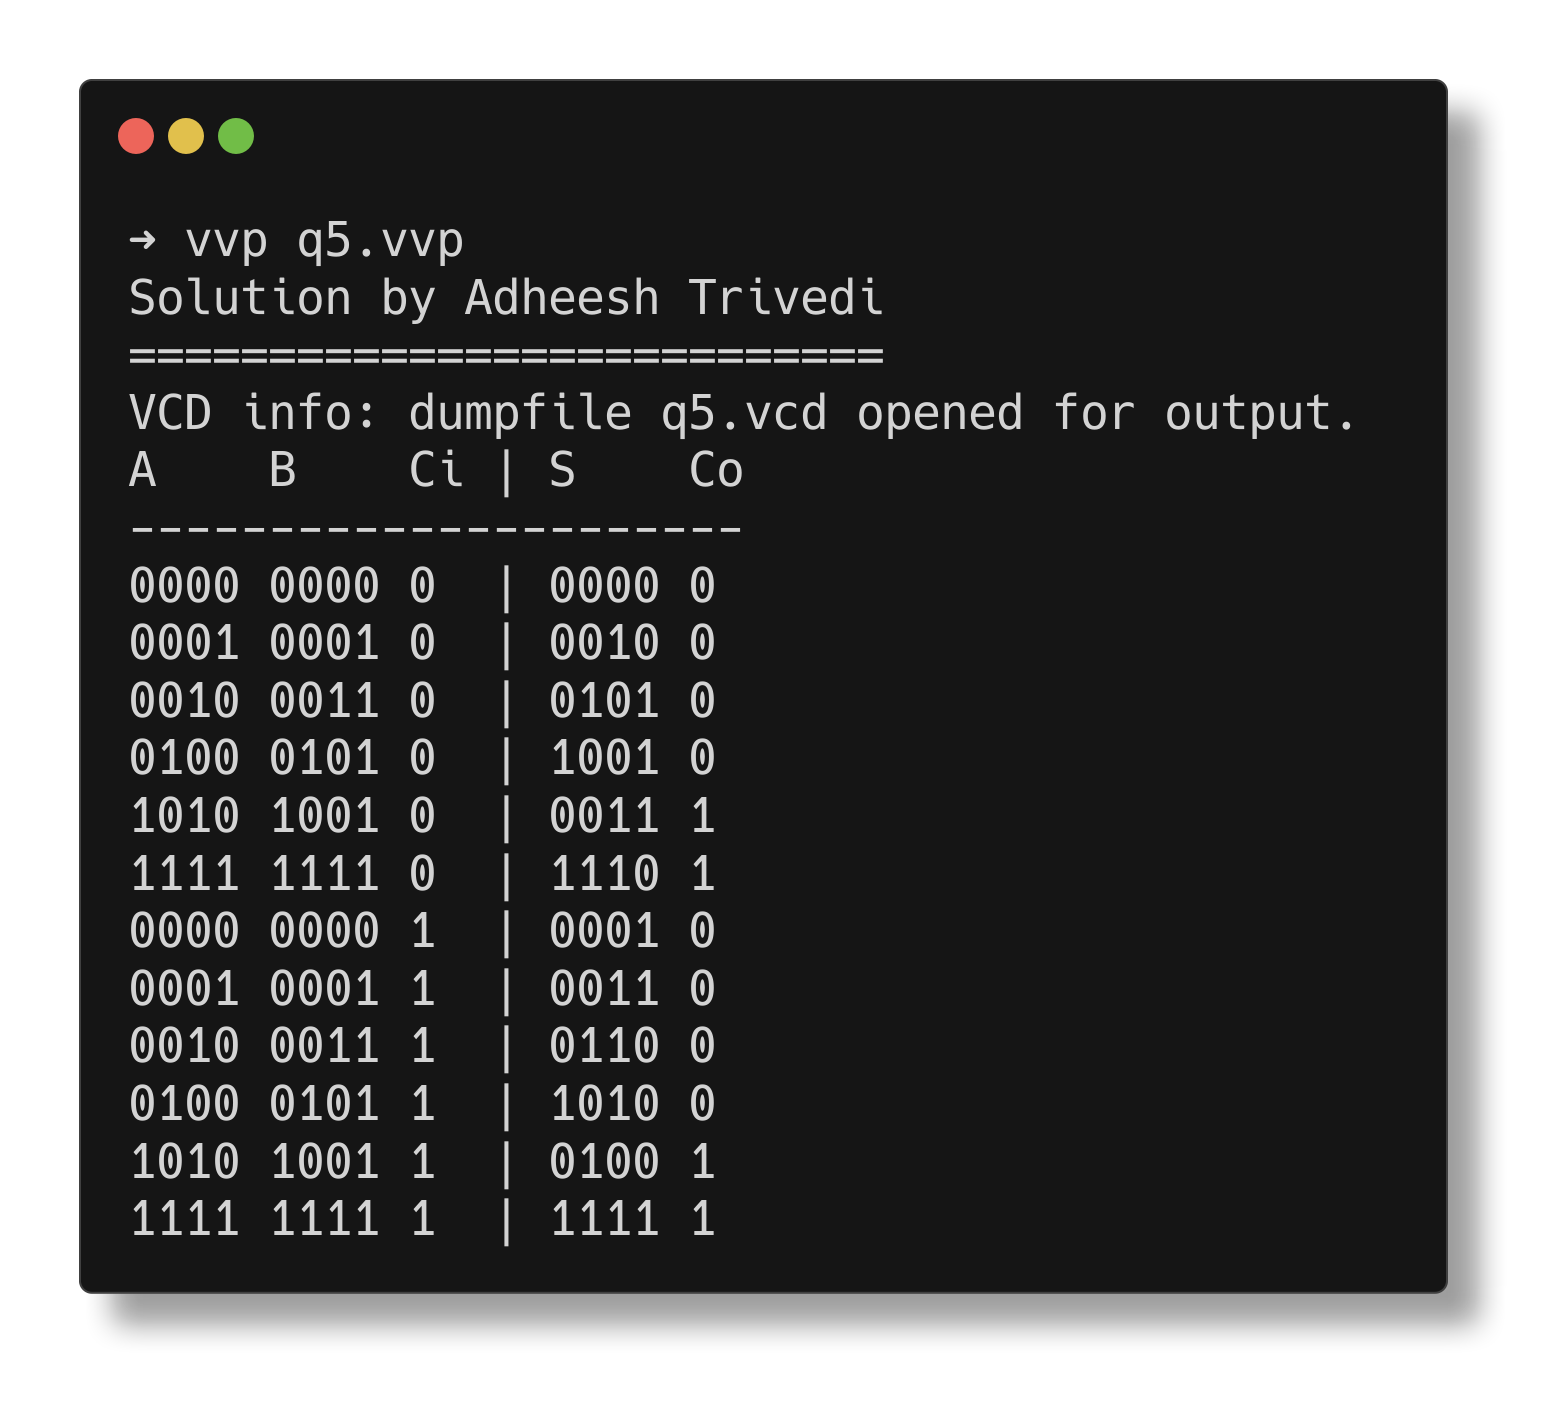 ➜ vvp q5.vvp
Solution by Adheesh Trivedi
===========================
VCD info: dumpfile q5.vcd opened for output.
A    B    Ci | S    Co
----------------------
0000 0000 0  | 0000 0
0001 0001 0  | 0010 0
0010 0011 0  | 0101 0
0100 0101 0  | 1001 0
1010 1001 0  | 0011 1
1111 1111 0  | 1110 1
0000 0000 1  | 0001 0
0001 0001 1  | 0011 0
0010 0011 1  | 0110 0
0100 0101 1  | 1010 0
1010 1001 1  | 0100 1
1111 1111 1  | 1111 1